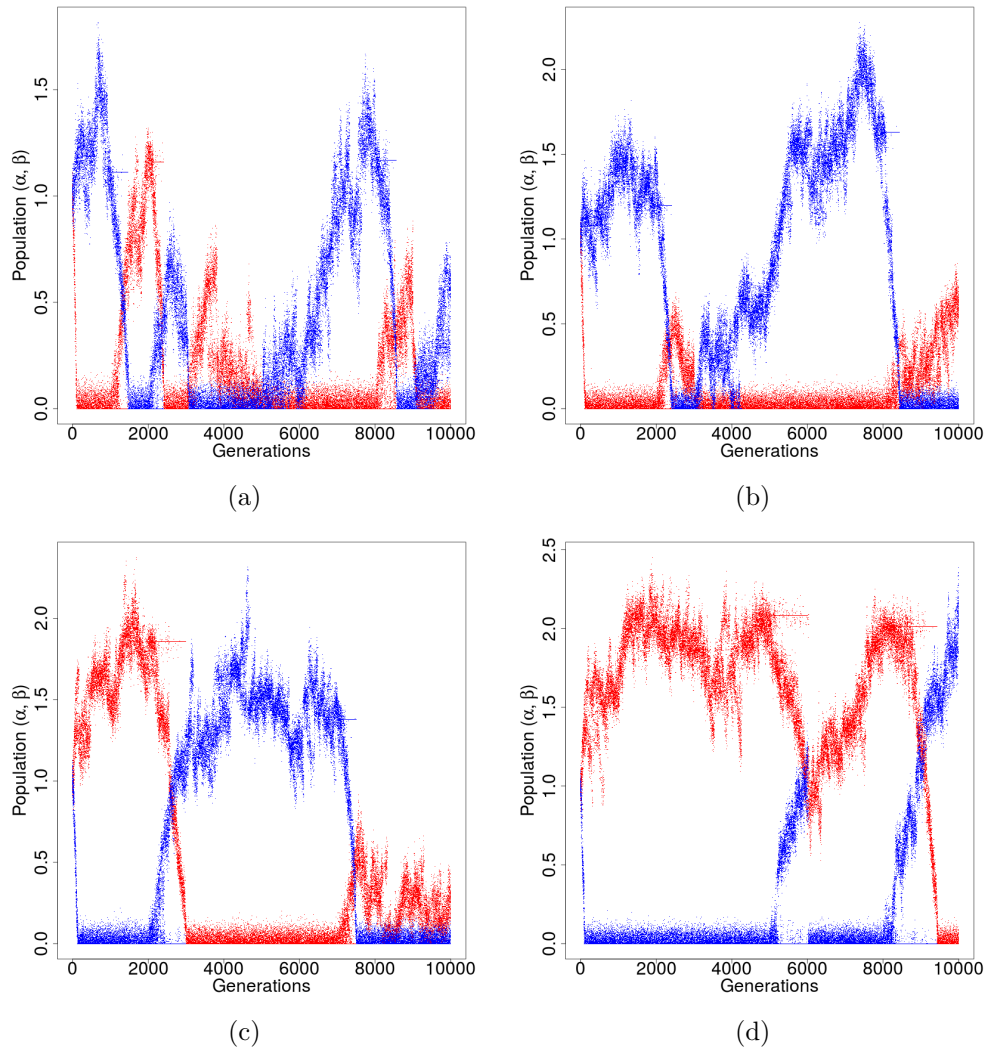 Population (α, β)
0.0 0.5 1.0 1.5
0 2000 4000 6000 8000 10000
Generations
(a)
Population (α, β)
0.0 0.5 1.0 1.5 2.0
0 2000 4000 6000 8000 10000
Generations
(b)
Population (α, β)
0.0 0.5 1.0 1.5 2.0
0 2000 4000 6000 8000 10000
Generations
(c)
Population (α, β)
0.0 0.5 1.0 1.5 2.0 2.5
0 2000 4000 6000 8000 10000
Generations
(d)